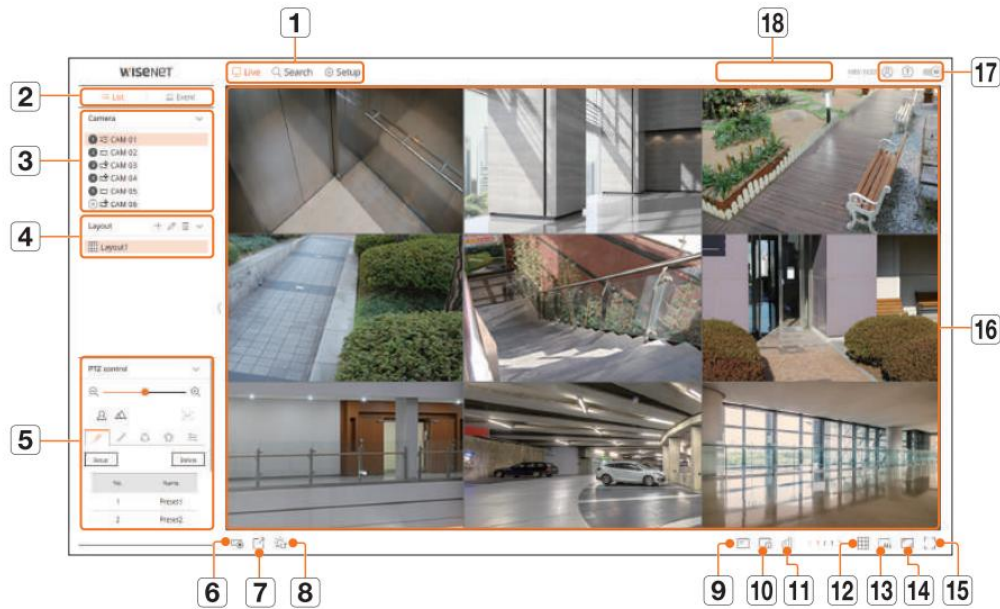 1
18
WISENET
Live Search Setup
17
2
List Event
Camera
3
CAM 01
CAM 02
CAM 03
CAM 04
CAM 05
CAM 06
4
Layout
Layout1
16
PTZ control
5
Setup Delete
No. Name
1 Preset1
2 Preset2
6
7
8
9
10
11
12
13
14
15